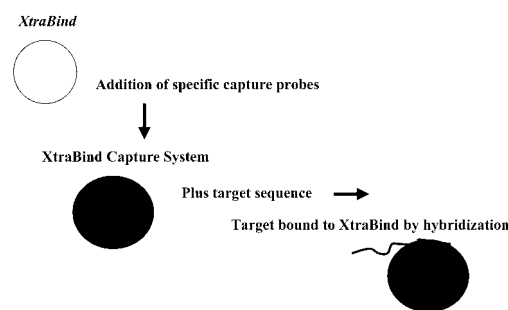 XtraBind
Addition of specific capture probes
XtraBind Capture System
Plus target sequence
Target bound to XtraBind by hybridization